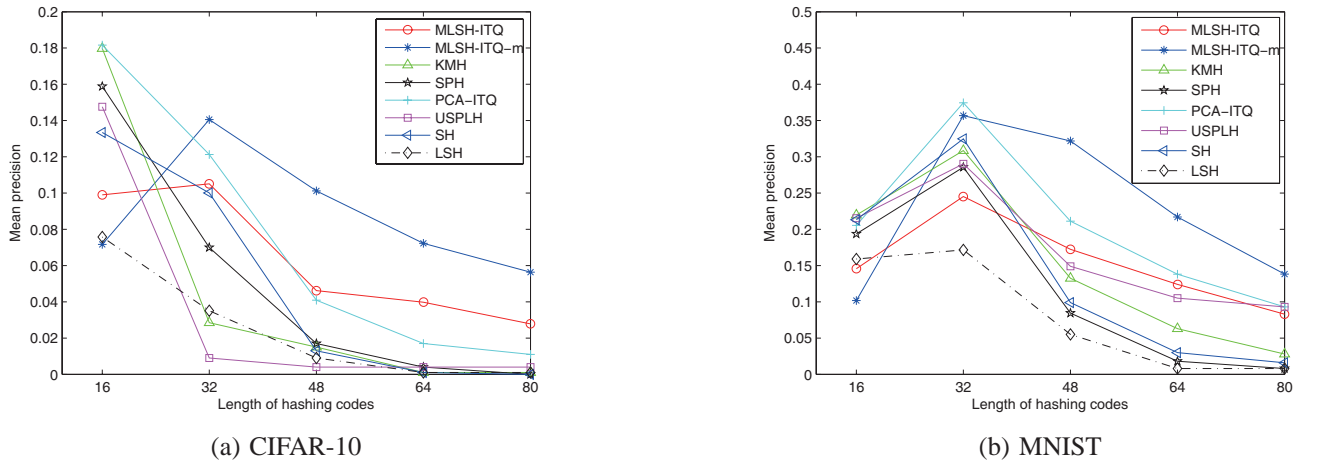 0.2
0.18
0.16
0.14
0.12
0.1
0.08
0.06
0.04
0.02
0
Mean precision
16 32 48 64 80
Length of hashing codes
MLSH-ITQ
MLSH-ITQ-m
KMH
SPH
PCA-ITQ
USPLH
SH
LSH
(a) CIFAR-10
0.5
0.45
0.4
0.35
0.3
0.25
0.2
0.15
0.1
0.05
0
Mean precision
16 32 48 64 80
Length of hashing codes
MLSH-ITQ
MLSH-ITQ-m
KMH
SPH
PCA-ITQ
USPLH
SH
LSH
(b) MNIST